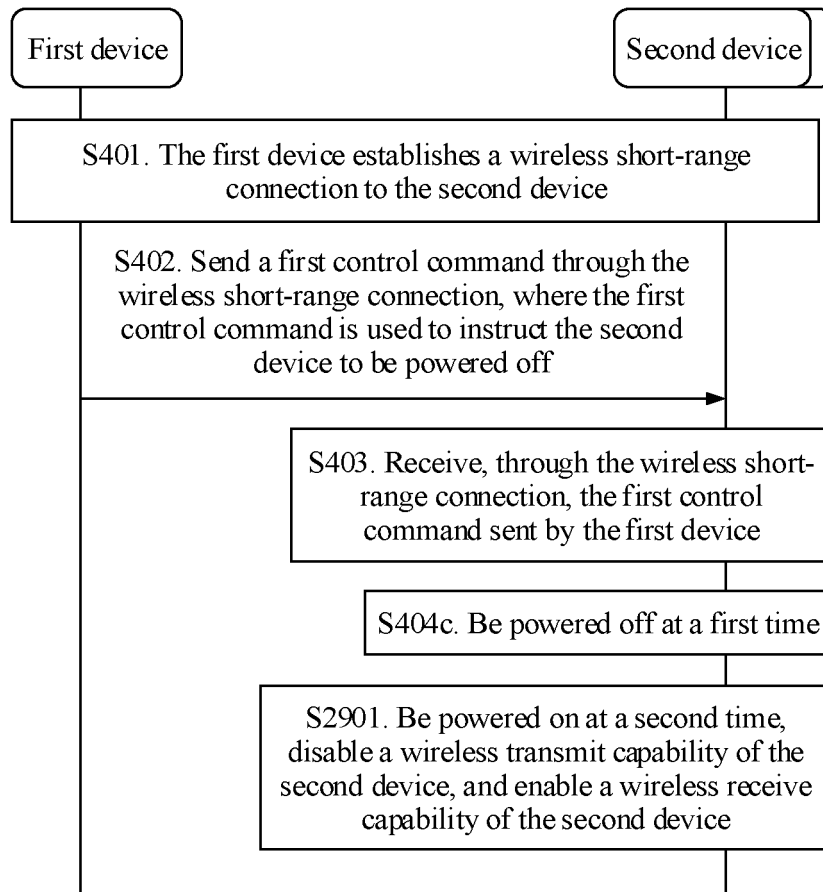 First device
Second device
S401. The first device establishes a wireless short-range
connection to the second device
S402. Send a first control command through the
wireless short-range connection, where the first
control command is used to instruct the second
device to be powered off
S403. Receive, through the wireless short-
range connection, the first control
command sent by the first device
S404c. Be powered off at a first time
S2901. Be powered on at a second time,
disable a wireless transmit capability of the
second device, and enable a wireless receive
capability of the second device